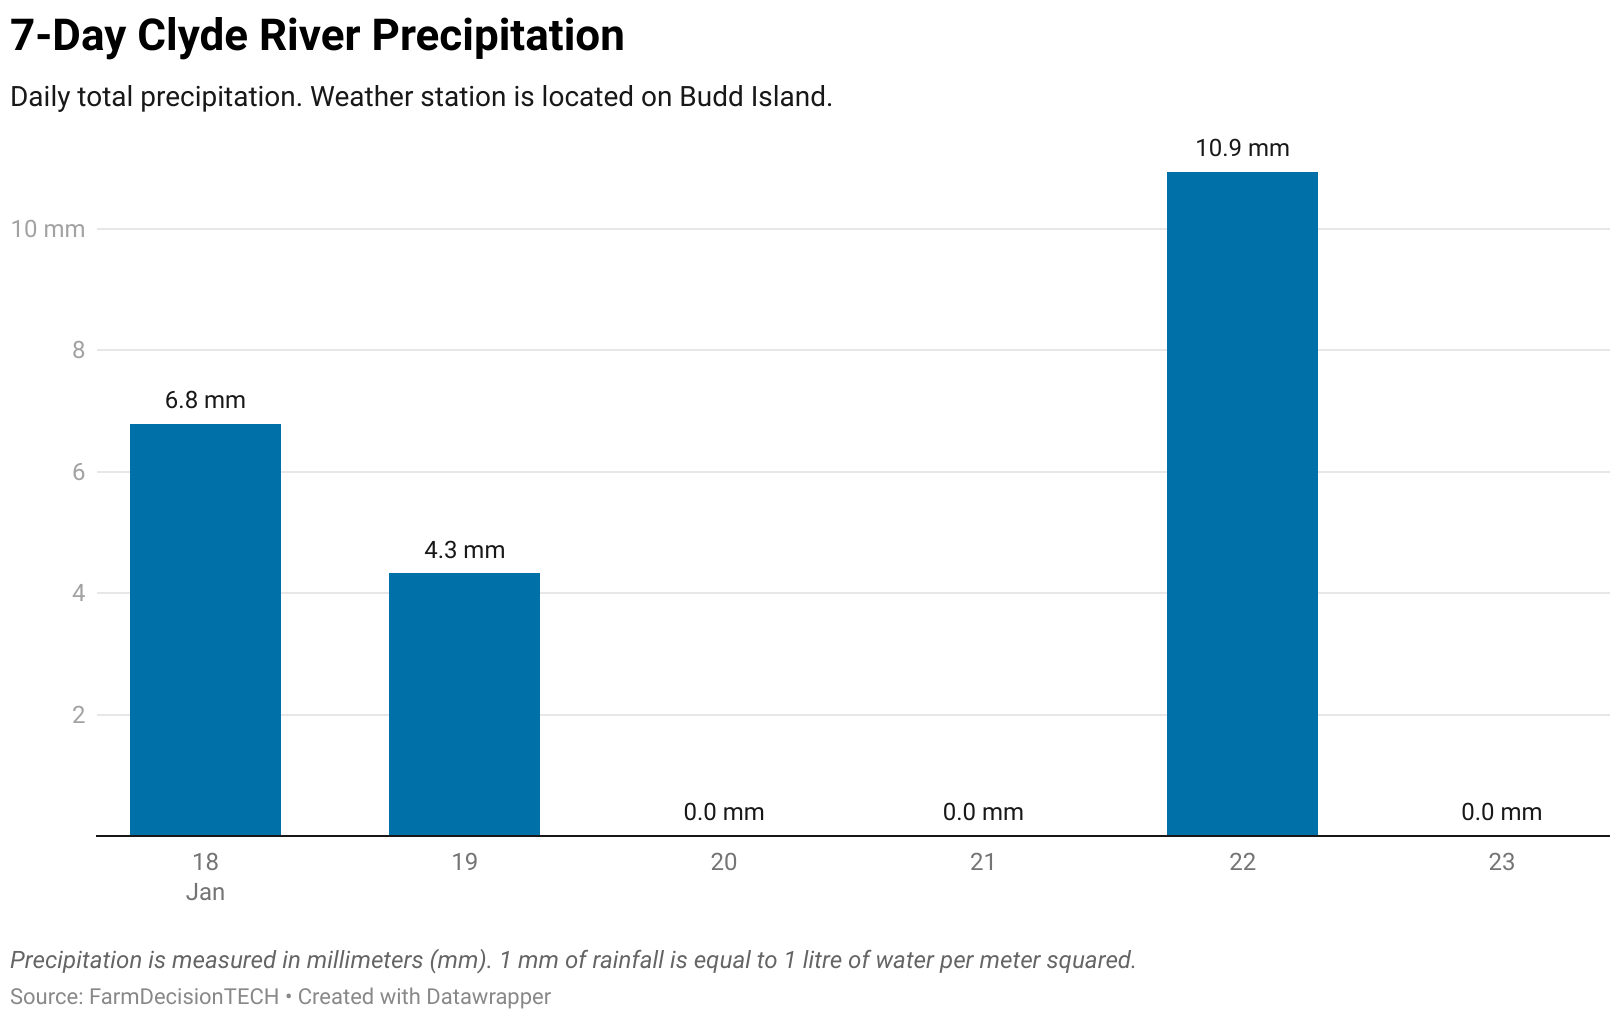 7-Day Clyde River Precipitation
Daily total precipitation. Weather station is located on Budd Island.
10.9 mm
10 mm
8
6.8 mm
6
4.3 mm
4
2
0.0 mm 0.0 mm 0.0 mm
18 19 20 21 22 23
Jan
Precipitation is measured in millimeters (mm). 1 mm of rainfall is equal to 1 litre of water per meter squared.
Source: FarmDecisionTECH • Created with Datawrapper